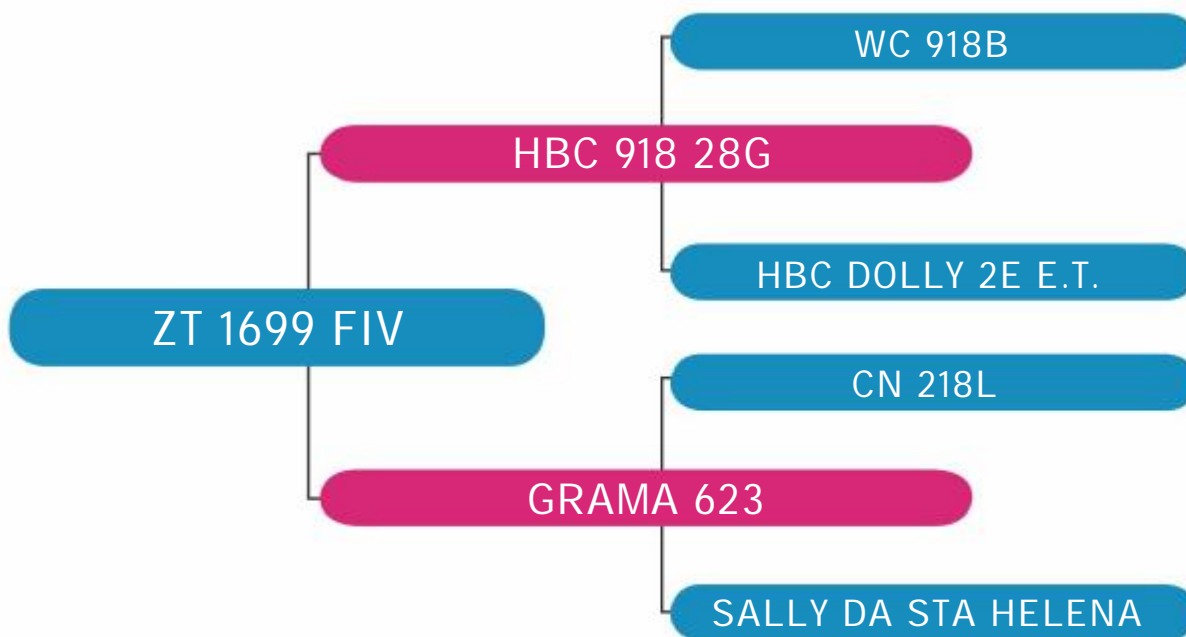 WC 918B
HBC 918 28G
HBC DOLLY 2E E.T.
ZT 1699 FIV
CN 218L
GRAMA 623
SALLY DA STA HELENA